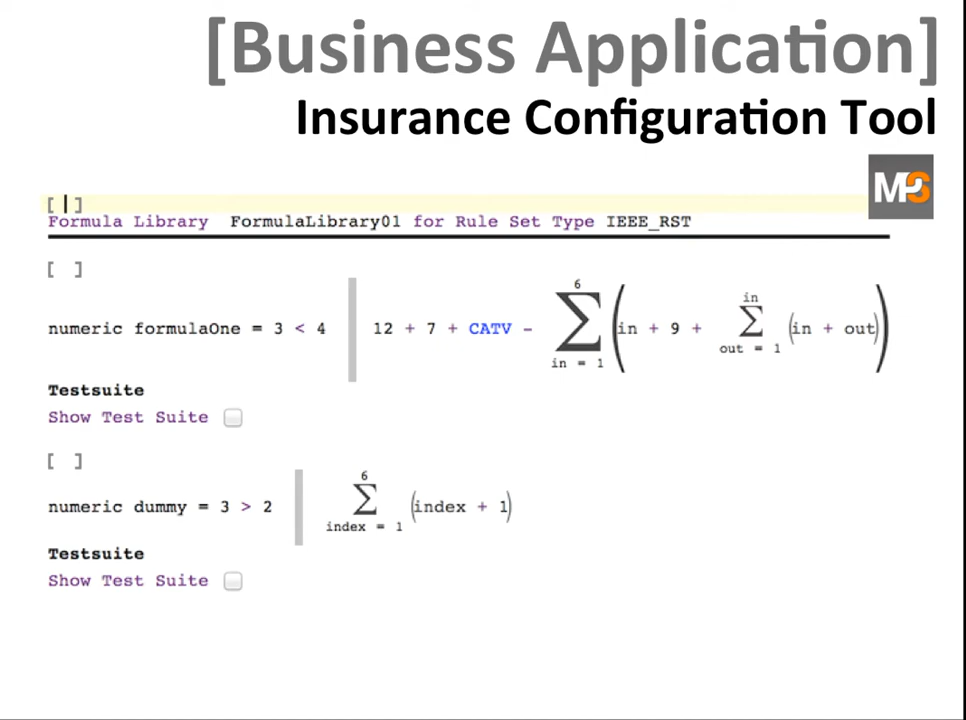 [Business Application]
Insurance Configuration Tool
MPS
[ ]
Formula Library FormulaLibrary01 for Rule Set Type IEEE_RST
[ ]
numeric formulaOne = 3 < 4 | 12 + 7 + CATV - 6 ∑ in = 1 (in + 9 + in ∑ out = 1 (in + out))
Testsuite
Show Test Suite
[ ]
numeric dummy = 3 > 2 | 6 ∑ index = 1 (index + 1)
Testsuite
Show Test Suite